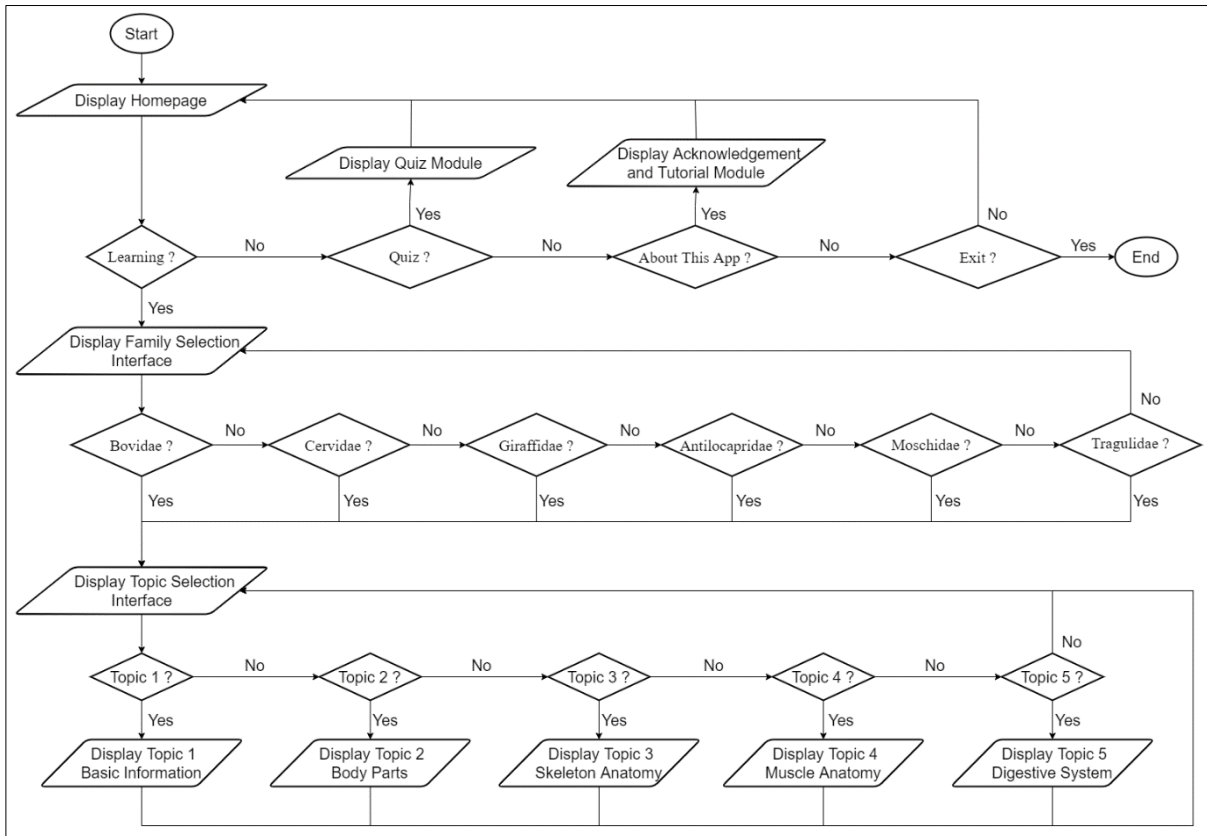 Start
Display Homepage
Display Quiz Module
Display Acknowledgement
and Tutorial Module
Yes
Yes
No
Learning ?
No
Quiz ?
No
About This App ?
No
Exit ?
Yes
End
Yes
Display Family Selection
Interface
No
Bovidae ?
No
Cervidae ?
No
Giraffidae ?
No
Antilocapridae ?
No
Moschidae ?
No
Tragulidae ?
Yes
Yes
Yes
Yes
Yes
Yes
Display Topic Selection
Interface
No
Topic 1 ?
No
Topic 2 ?
No
Topic 3 ?
No
Topic 4 ?
No
Topic 5 ?
Yes
Yes
Yes
Yes
Yes
Display Topic 1
Basic Information
Display Topic 2
Body Parts
Display Topic 3
Skeleton Anatomy
Display Topic 4
Muscle Anatomy
Display Topic 5
Digestive System